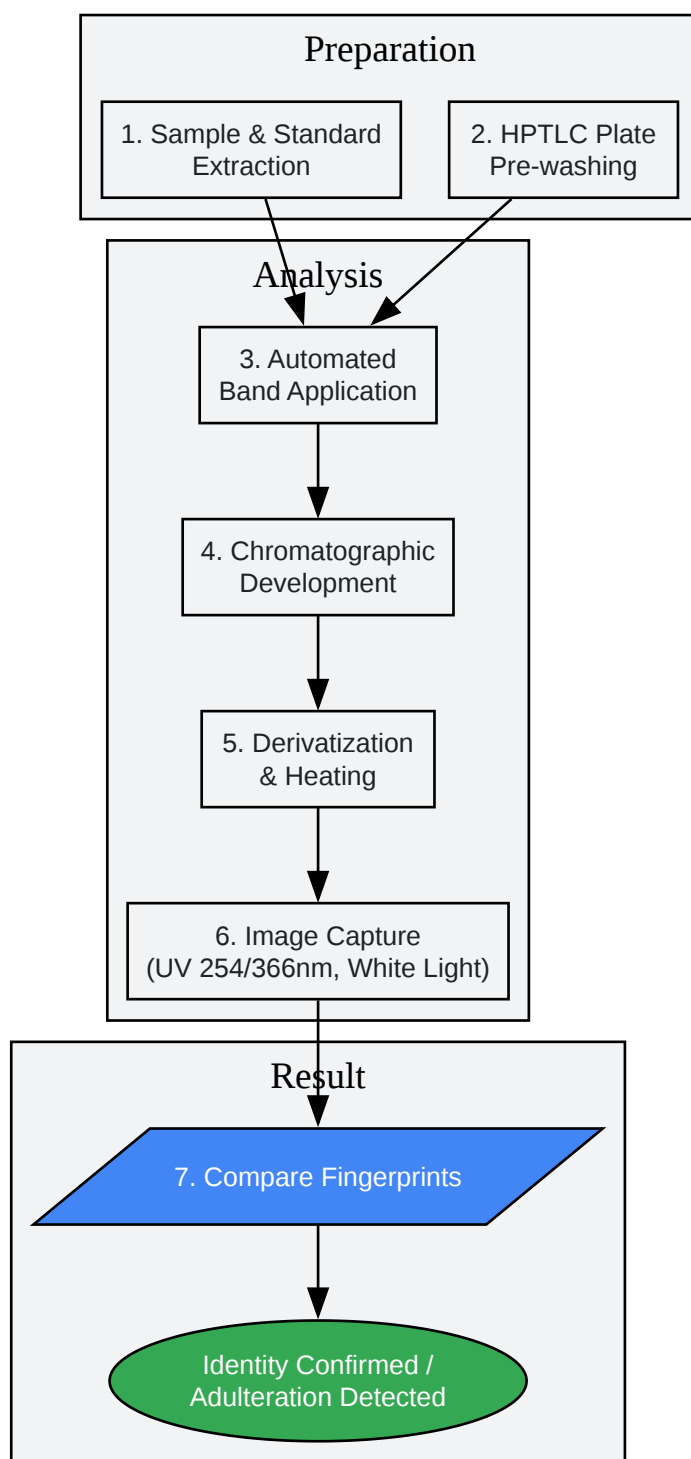 Preparation
1. Sample & Standard
Extraction
2. HPTLC Plate
Pre-washing
Analysis
3. Automated
Band Application
4. Chromatographic
Development
5. Derivatization
& Heating
6. Image Capture
(UV 254/366nm, White Light)
Result
7. Compare Fingerprints
Identity Confirmed /
Adulteration Detected